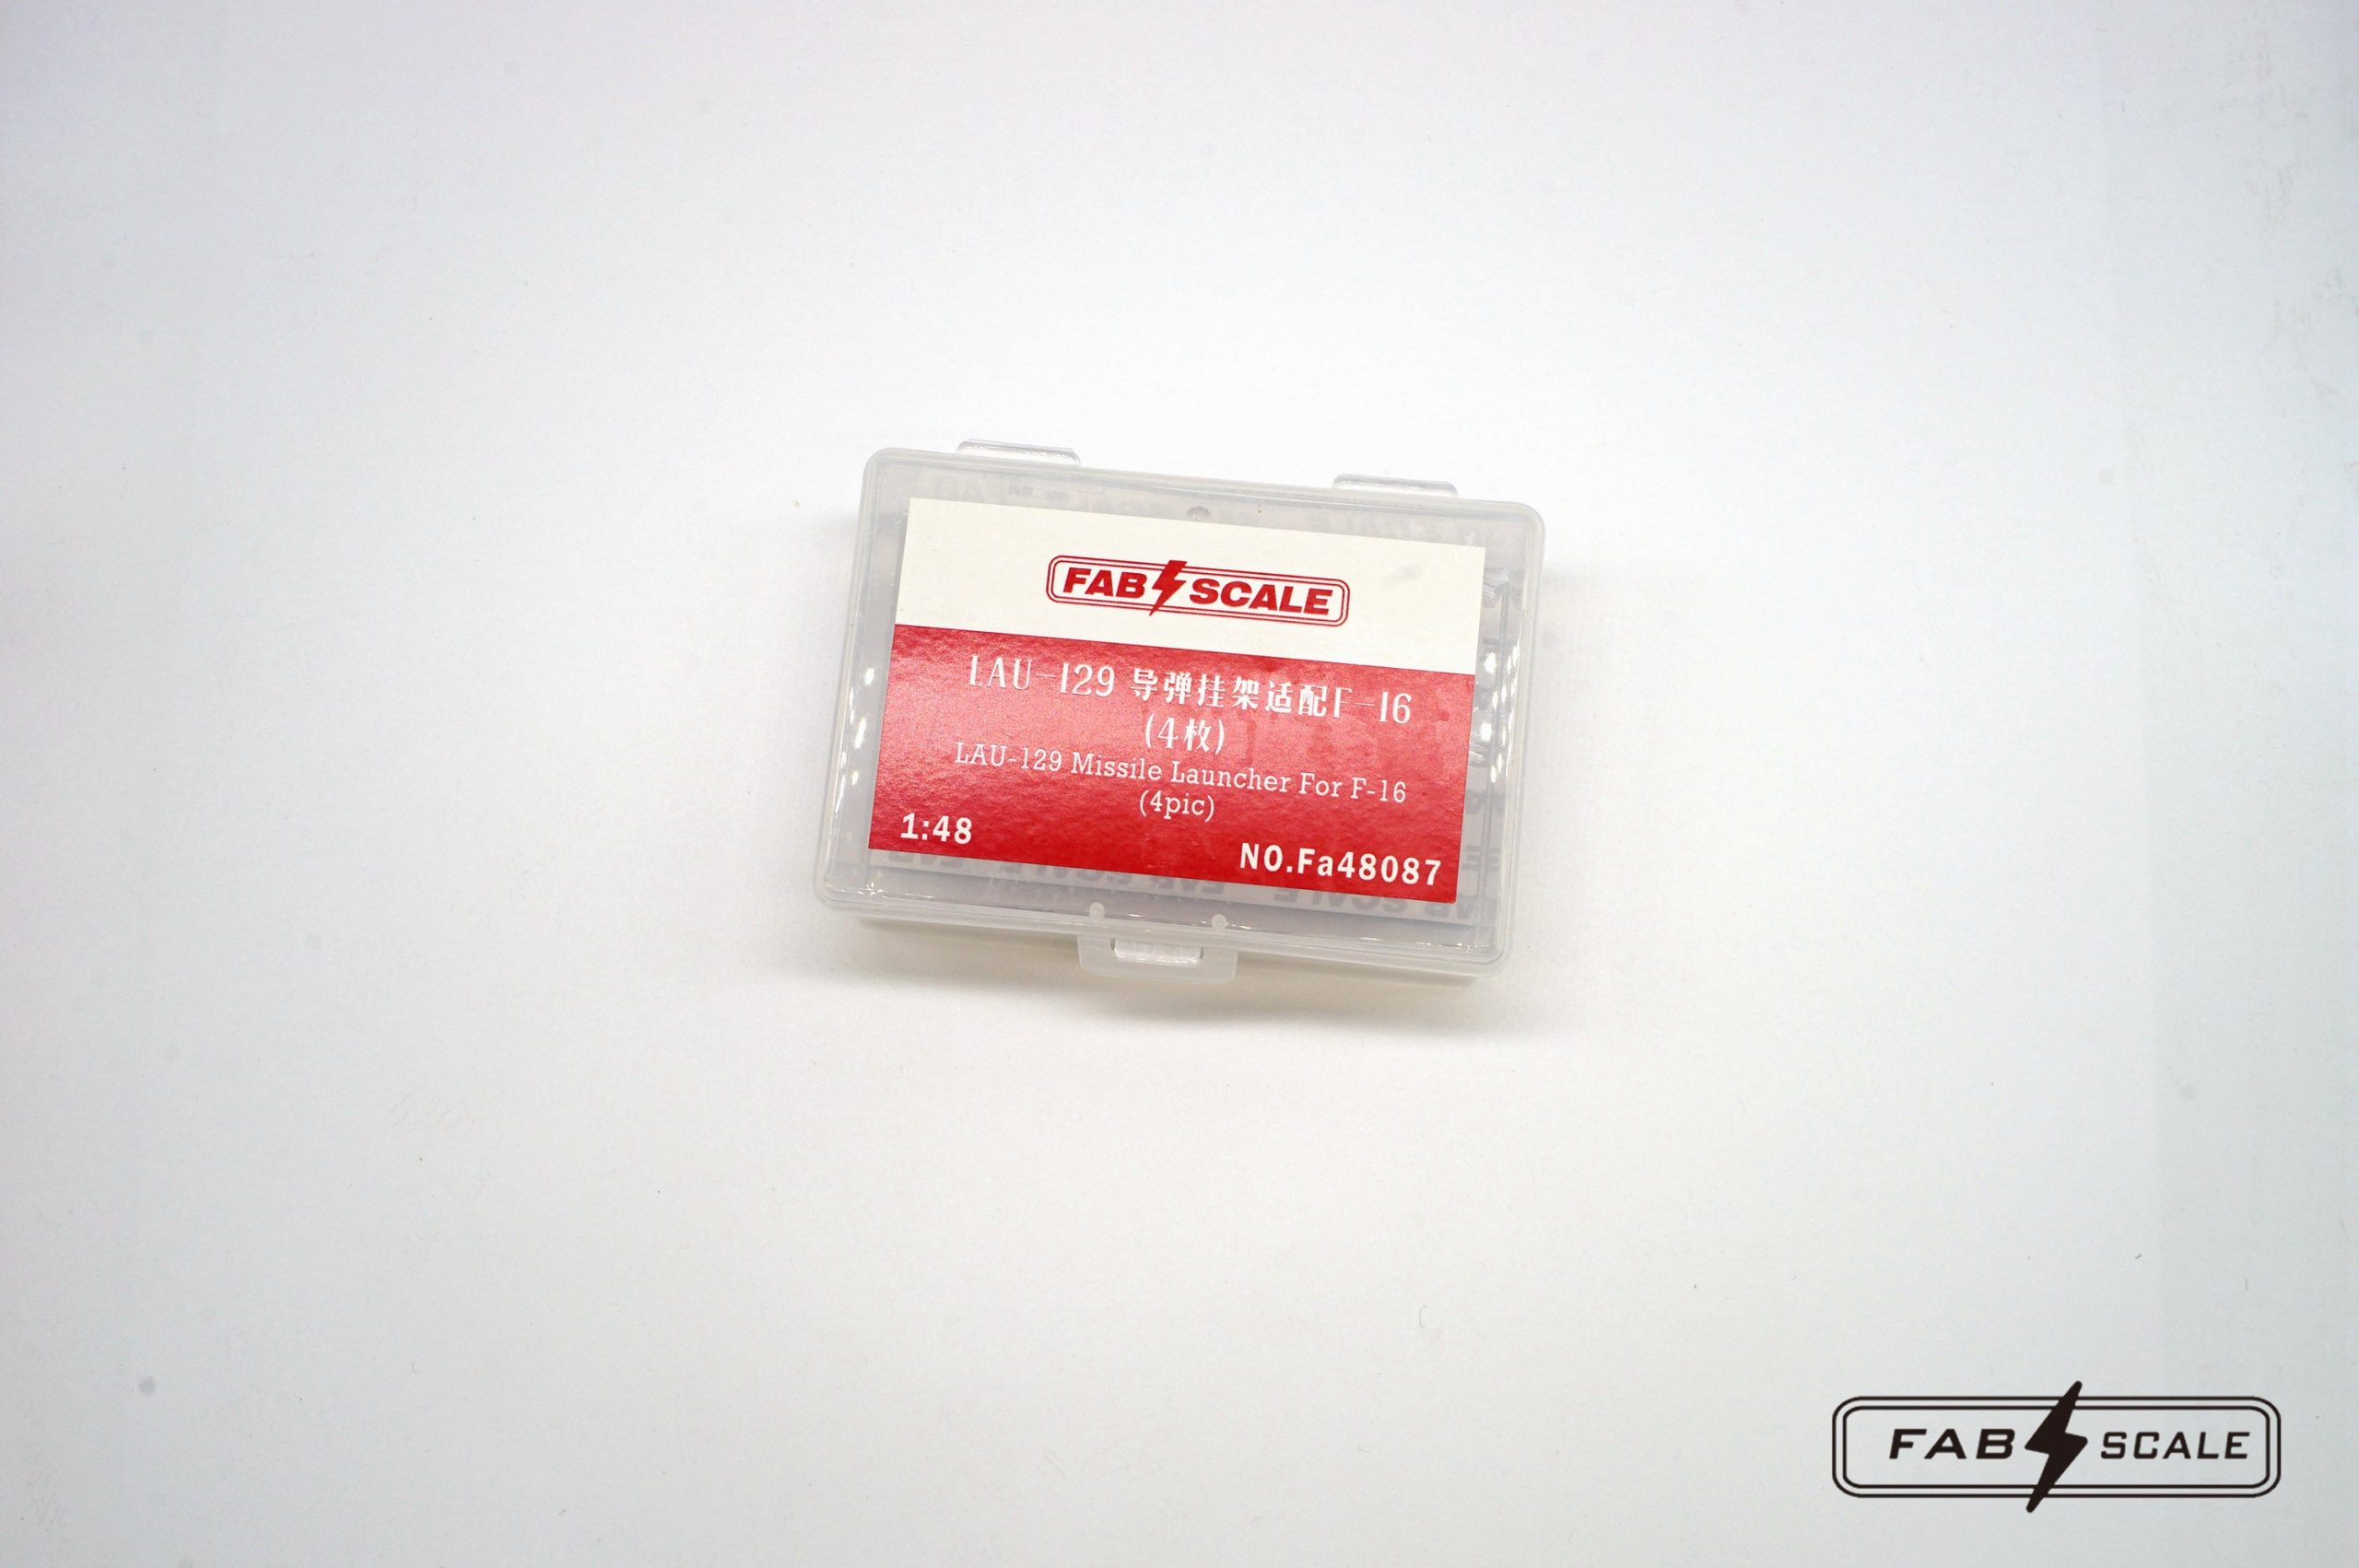 FAB SCALE
LAU-129 导弹挂架适配F-16
(4枚)
LAU-129 Missile Launcher For F-16
(4pic)
1:48
NO.Fa48087
FAB SCALE